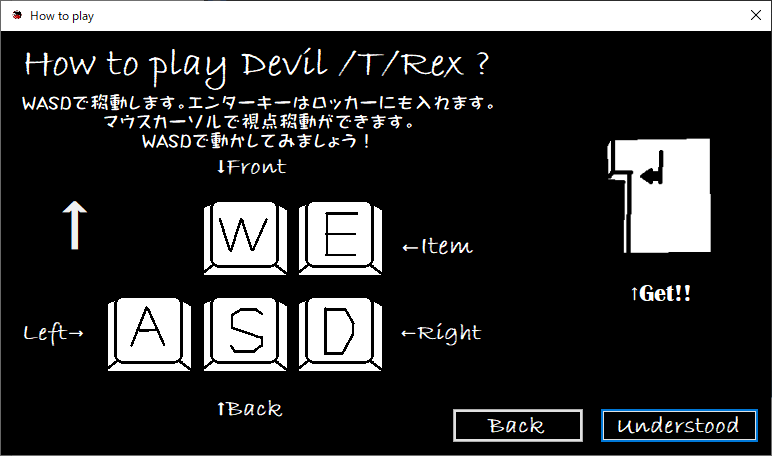 How to play
How to play Devil /T/Rex ?
WASDで移動します。エンターキーはロッカーにも入れます。
マウスカーソルで視点移動ができます。
WASDで動かしてみましょう！
↓Front
↑
W E
←Item
↑Get!!
Left→
A S D
←Right
↑Back
Back
Understood